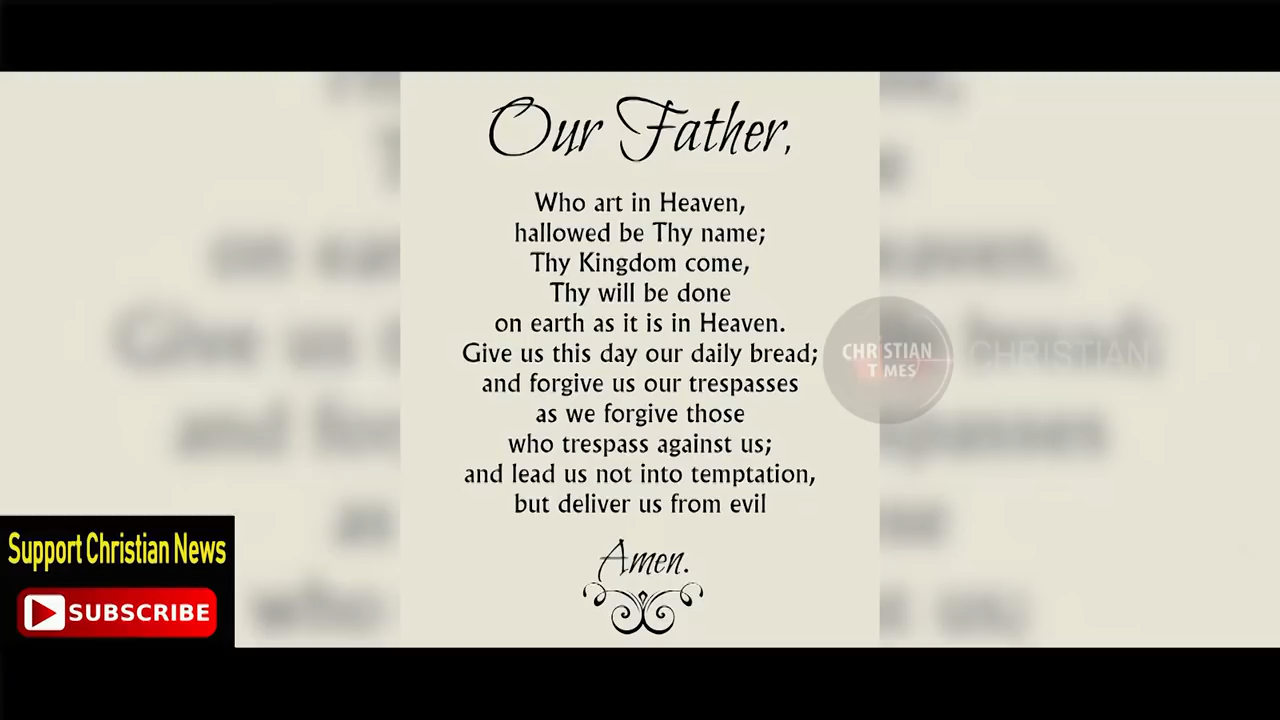 Our Father,
Who art in Heaven,
hallowed be Thy name;
Thy Kingdom come,
Thy will be done
on earth as it is in Heaven.
Give us this day our daily bread;
and forgive us our trespasses
as we forgive those
who trespass against us;
and lead us not into temptation,
but deliver us from evil
Amen.
CHRISTIAN
TIMES
CHRISTIAN
Support Christian News
SUBSCRIBE